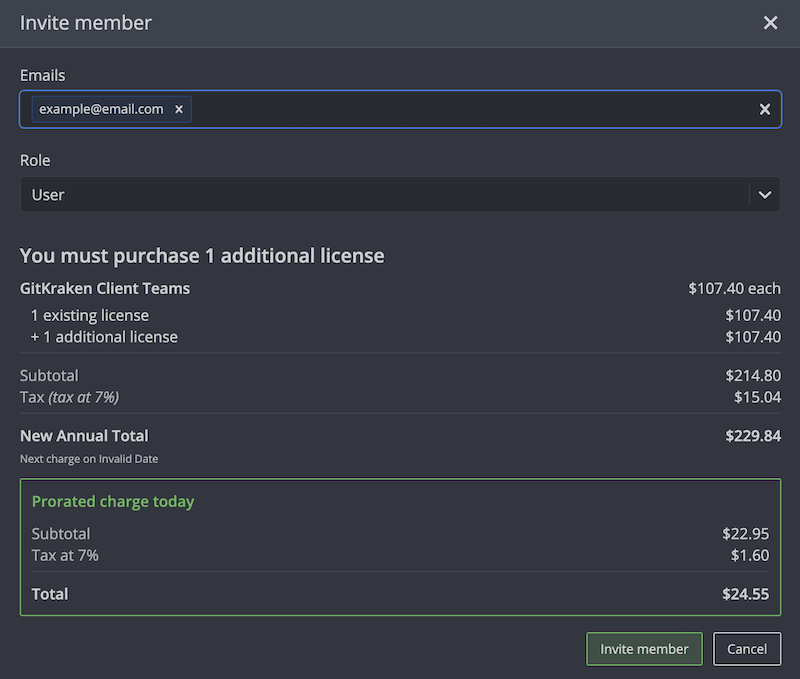 Invite member
Emails
example@email.com
Role
User
You must purchase 1 additional license
GitKraken Client Teams $107.40 each
1 existing license $107.40
+ 1 additional license $107.40
Subtotal $214.80
Tax (tax at 7%) $15.04
New Annual Total $229.84
Next charge on Invalid Date
Prorated charge today
Subtotal $22.95
Tax at 7% $1.60
Total $24.55
Invite member Cancel